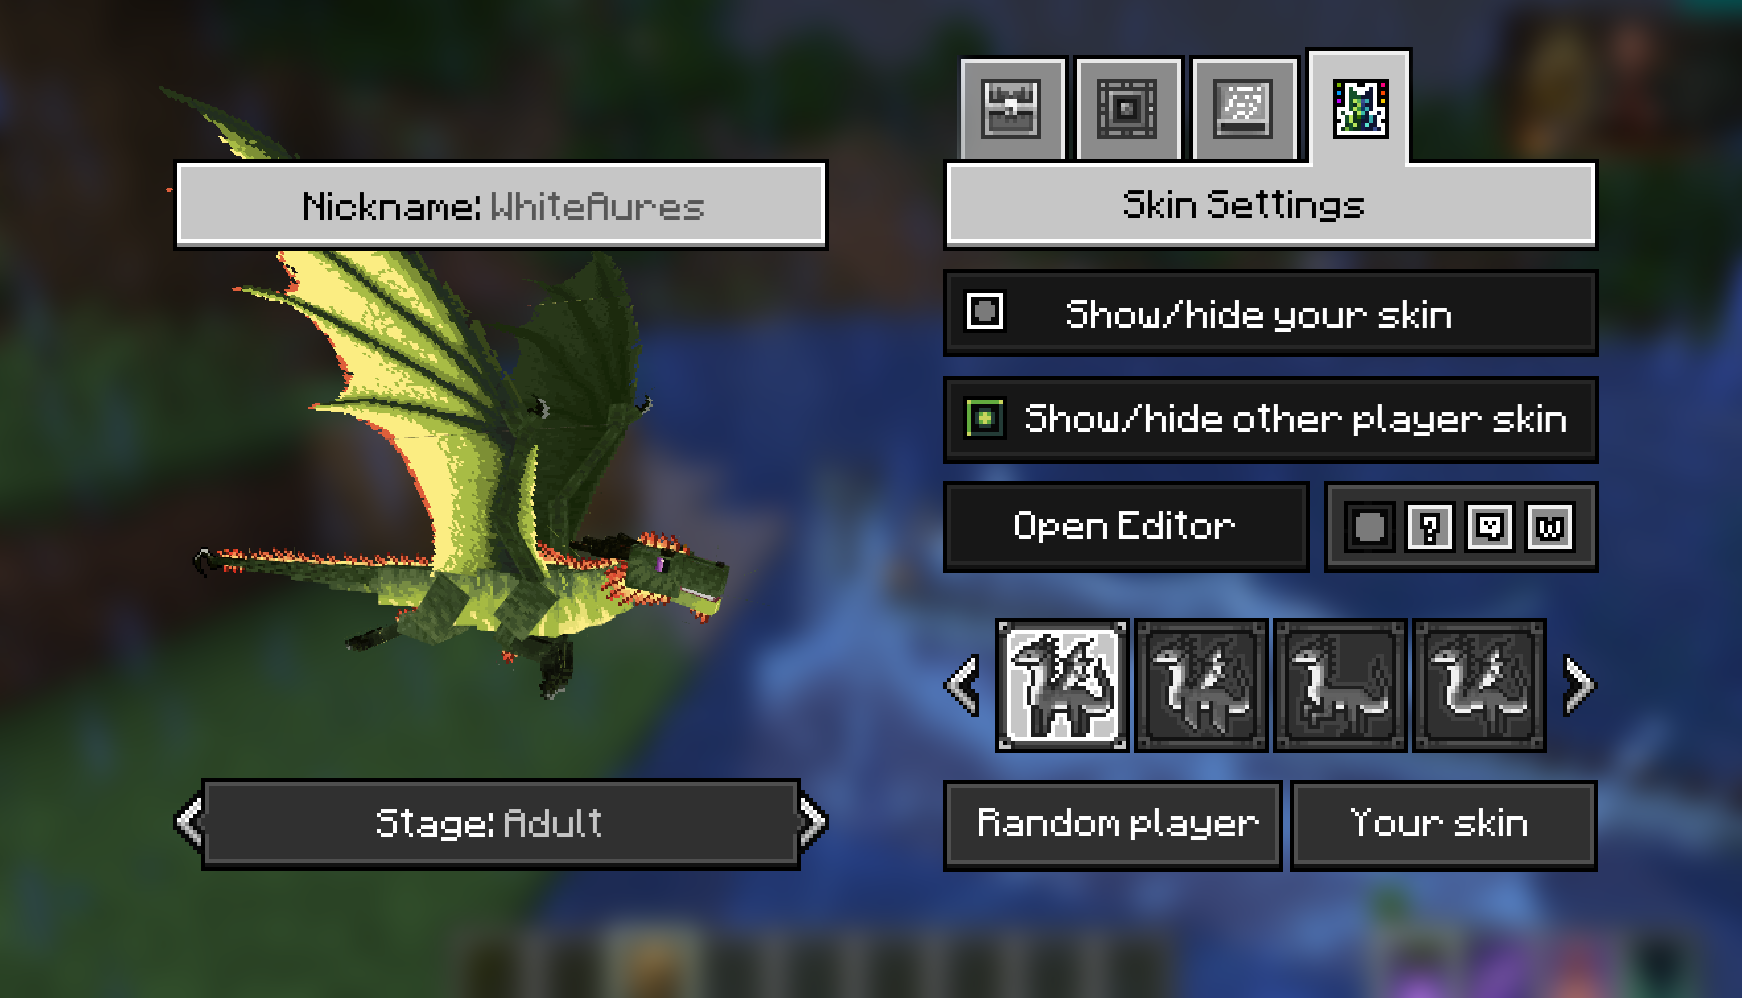 Nickname: WhiteAures
Skin Settings
Show/hide your skin
Show/hide other player skin
Open Editor
?
W
Stage: Adult
Random player
Your skin